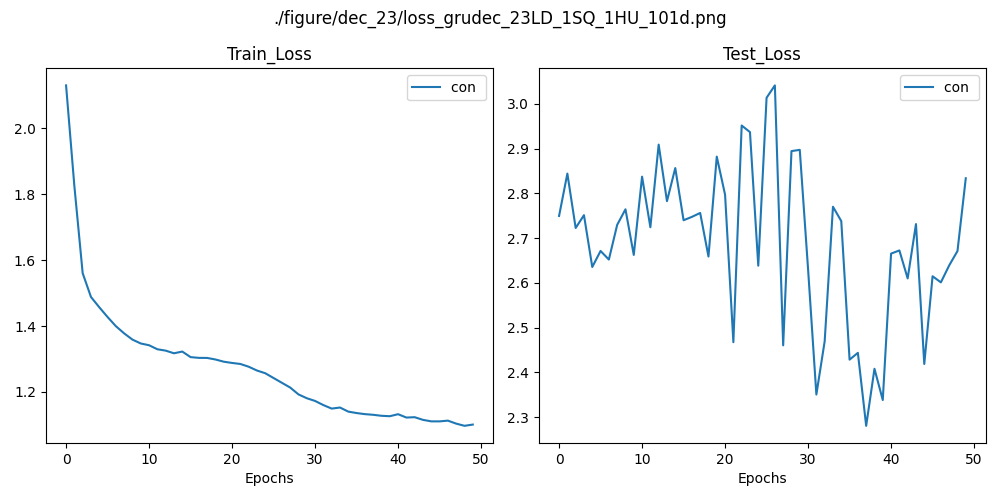 ./figure/dec_23/loss_grudec_23LD_1SQ_1HU_101d.png
Train_Loss
con
2.0
1.8
1.6
1.4
1.2
0 10 20 30 40 50
Epochs
Test_Loss
con
3.0
2.9
2.8
2.7
2.6
2.5
2.4
2.3
0 10 20 30 40 50
Epochs